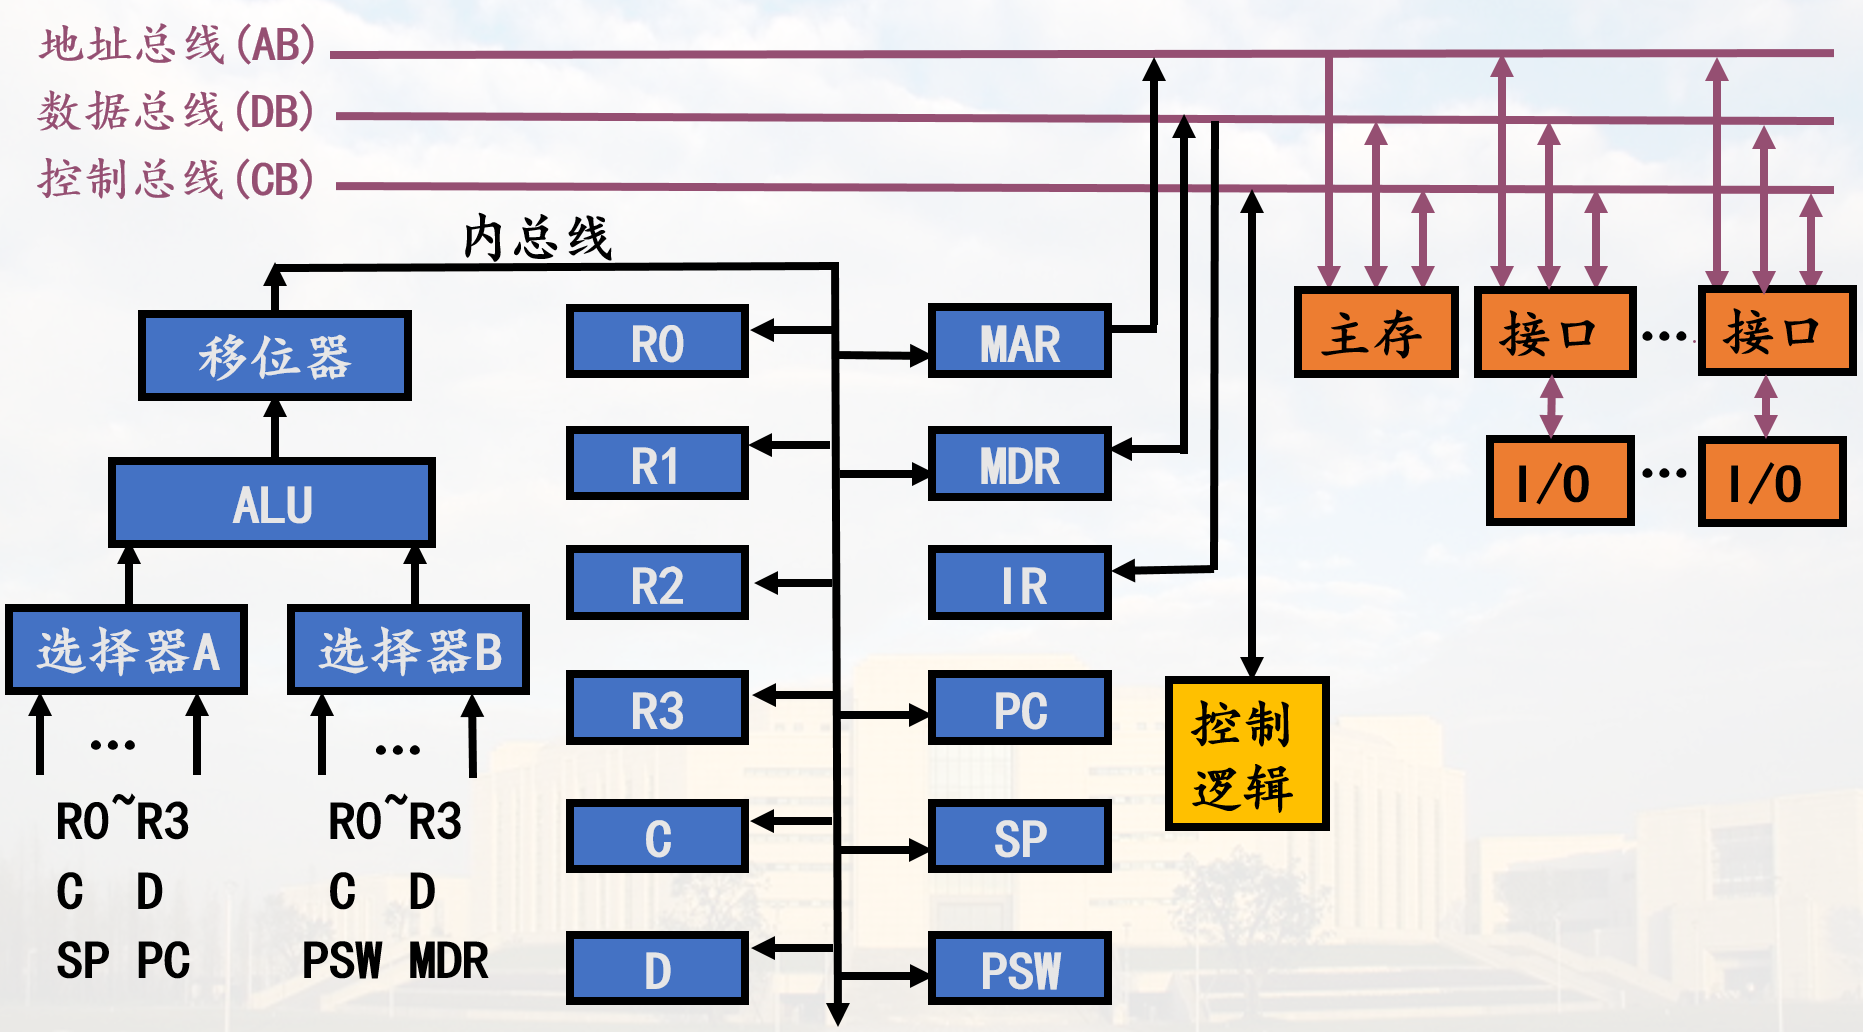 地址总线(AB)
数据总线(DB)
控制总线(CB)
内总线
移位器
ALU
选择器A
选择器B
...
...
R0~R3
C D
SP PC
R0~R3
C D
PSW MDR
R0
R1
R2
R3
C
D
MAR
MDR
IR
PC
SP
PSW
控制
逻辑
主存
接口
...
接口
I/O
...
I/O